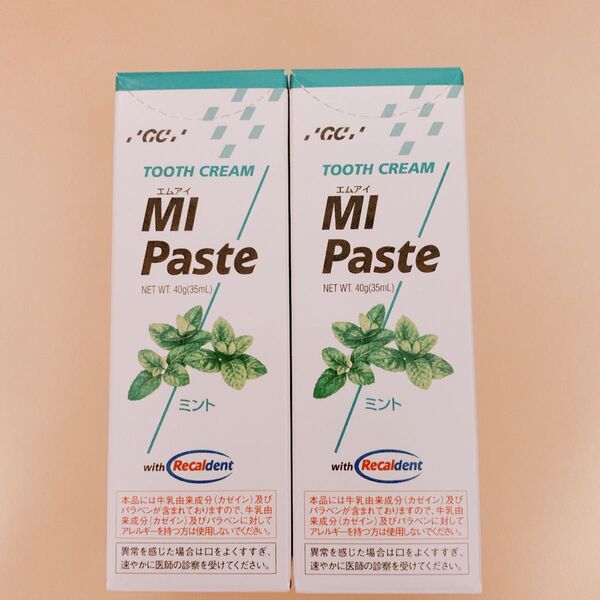 GC
TOOTH CREAM
エムアイ
MI
Paste
NET WT. 40g(35mL)
ミント
with Recaldent
本品には牛乳由来成分(カゼイン)及び
パラベンが含まれておりますので、牛乳由
来成分(カゼイン)及びパラベンに対して
アレルギーを持つ方は使用しないでください。
異常を感じた場合は口をよくすすぎ、
速やかに医師の診察を受けてください。
GC
TOOTH CREAM
エムアイ
MI
Paste
NET WT. 40g(35mL)
ミント
with Recaldent
本品には牛乳由来成分(カゼイン)及び
パラベンが含まれておりますので、牛乳由
来成分(カゼイン)及びパラベンに対して
アレルギーを持つ方は使用しないでください。
異常を感じた場合は口をよくすすぎ、
速やかに医師の診察を受けてください。